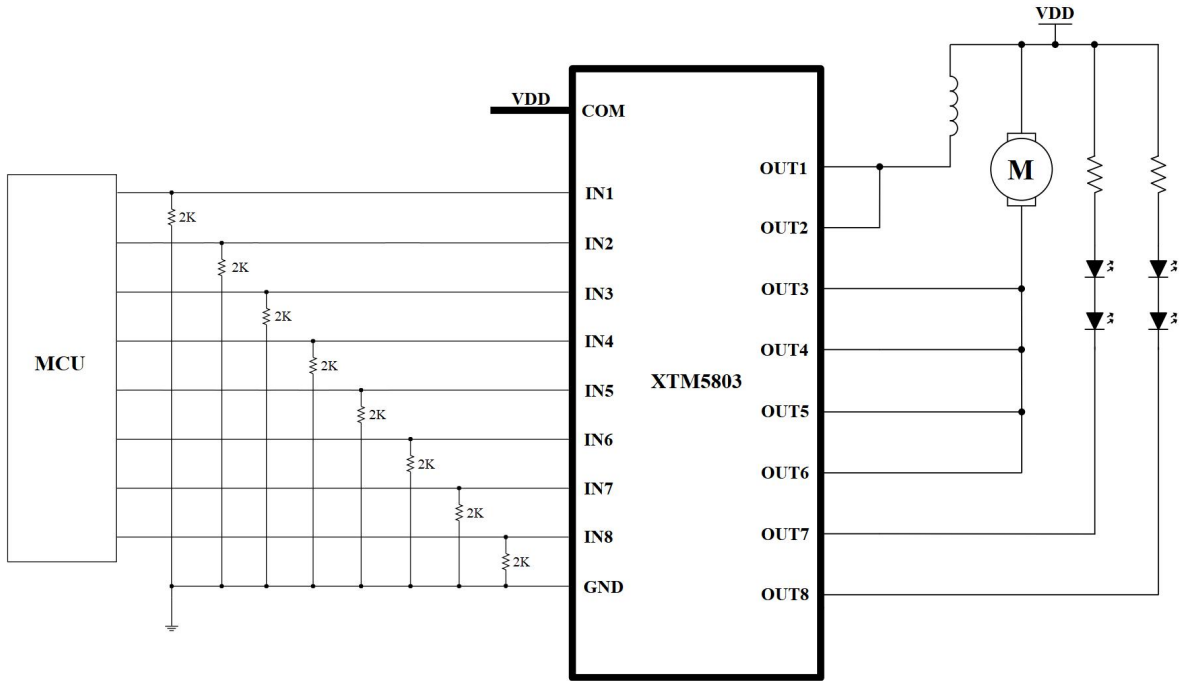 VDD
VDD
COM
OUT1
IN1
2K
OUT2
IN2
2K
OUT3
IN3
2K
IN4
OUT4
MCU
2K
XTM5803
IN5
OUT5
2K
IN6
2K
OUT6
IN7
2K
OUT7
IN8
2K
GND
OUT8
M